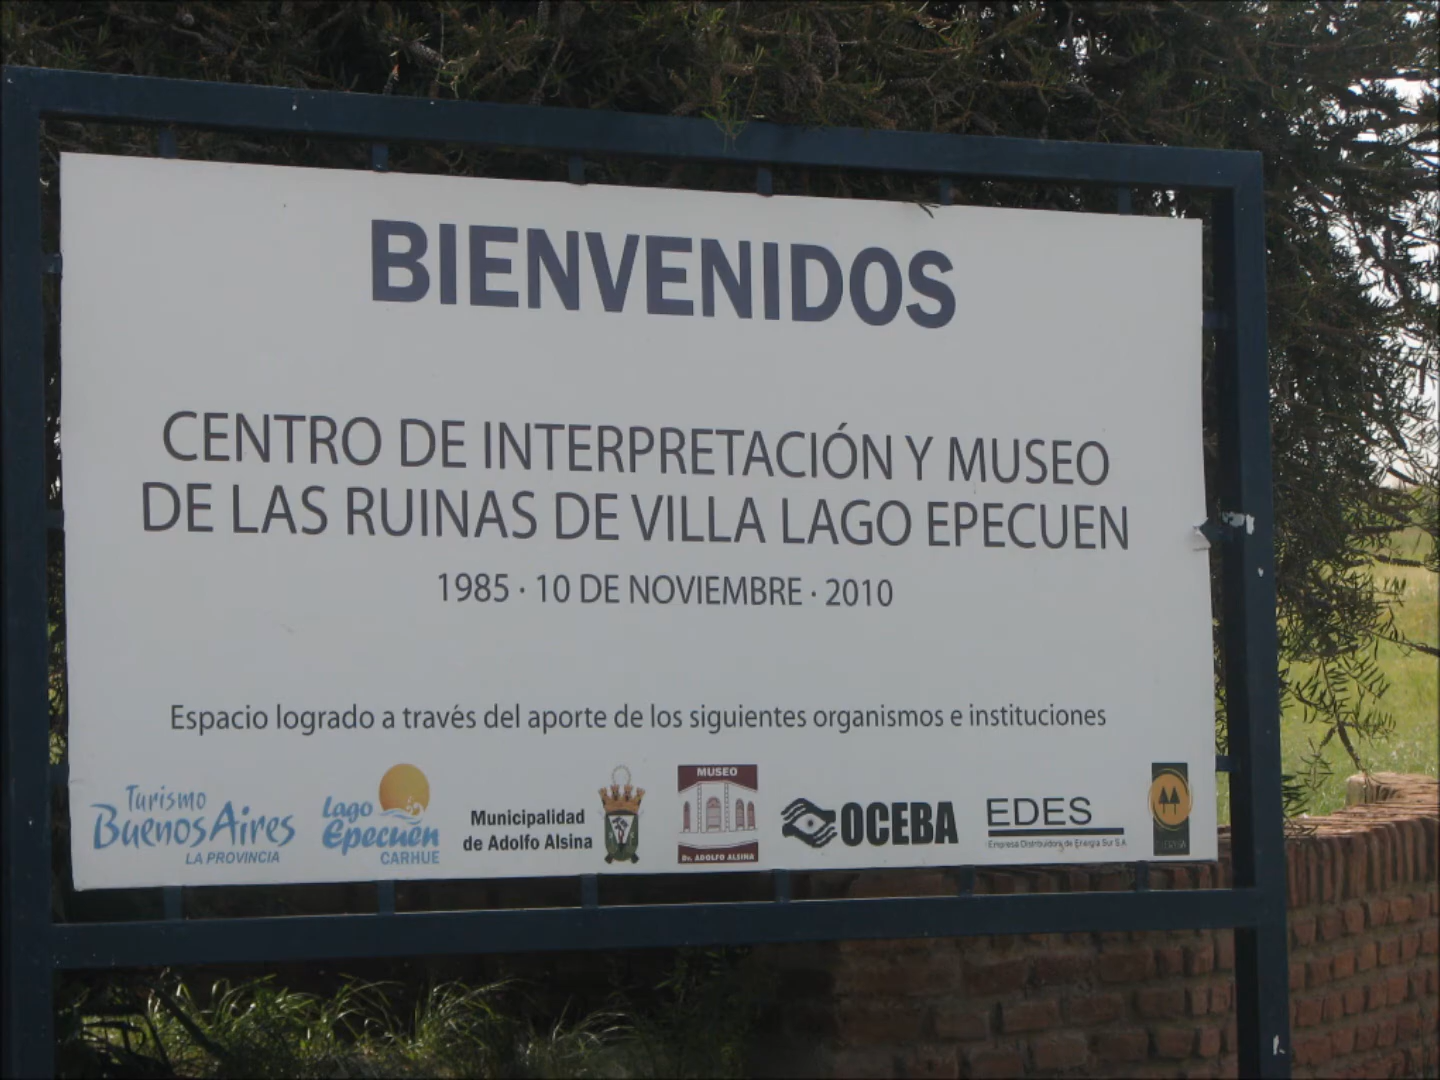 BIENVENIDOS
CENTRO DE INTERPRETACIÓN Y MUSEO
DE LAS RUINAS DE VILLA LAGO EPECUEN
1985 · 10 DE NOVIEMBRE · 2010
Espacio logrado a través del aporte de los siguientes organismos e instituciones
Turismo
Buenos Aires
LA PROVINCIA
Lago
Epecuén
CARHUE
Municipalidad
de Adolfo Alsina
MUSEO
Dr. ADOLFO ALSINA
OCEBA
EDES
Empresa Distribuidora de Energía Sur S.A.